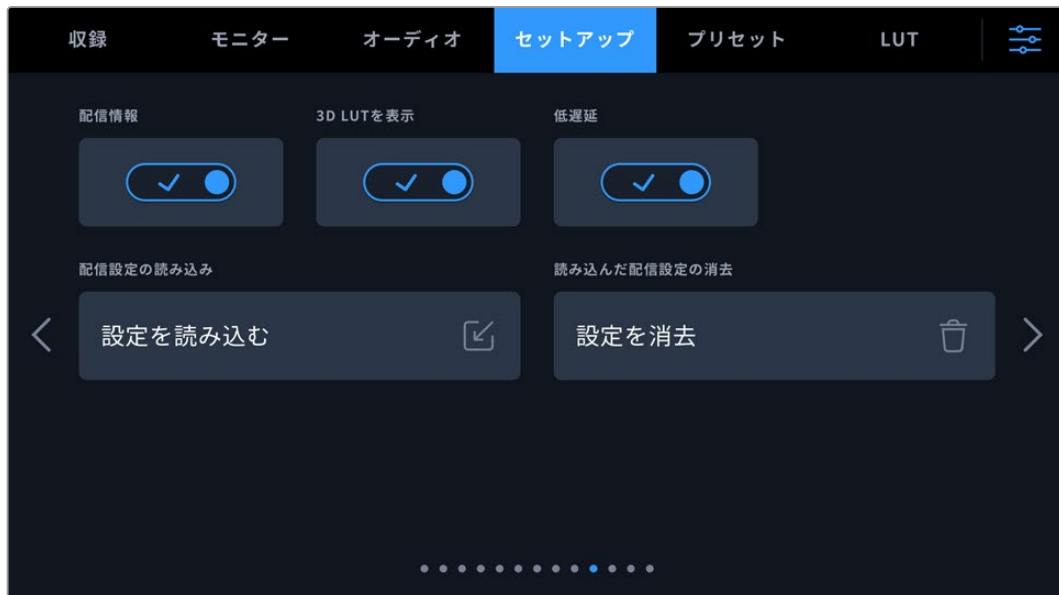 収録 モニター オーディオ セットアップ プリセット LUT
配信情報 3D LUTを表示 低遅延
配信設定の読み込み 読み込んだ配信設定の消去
設定を読み込む 設定を消去